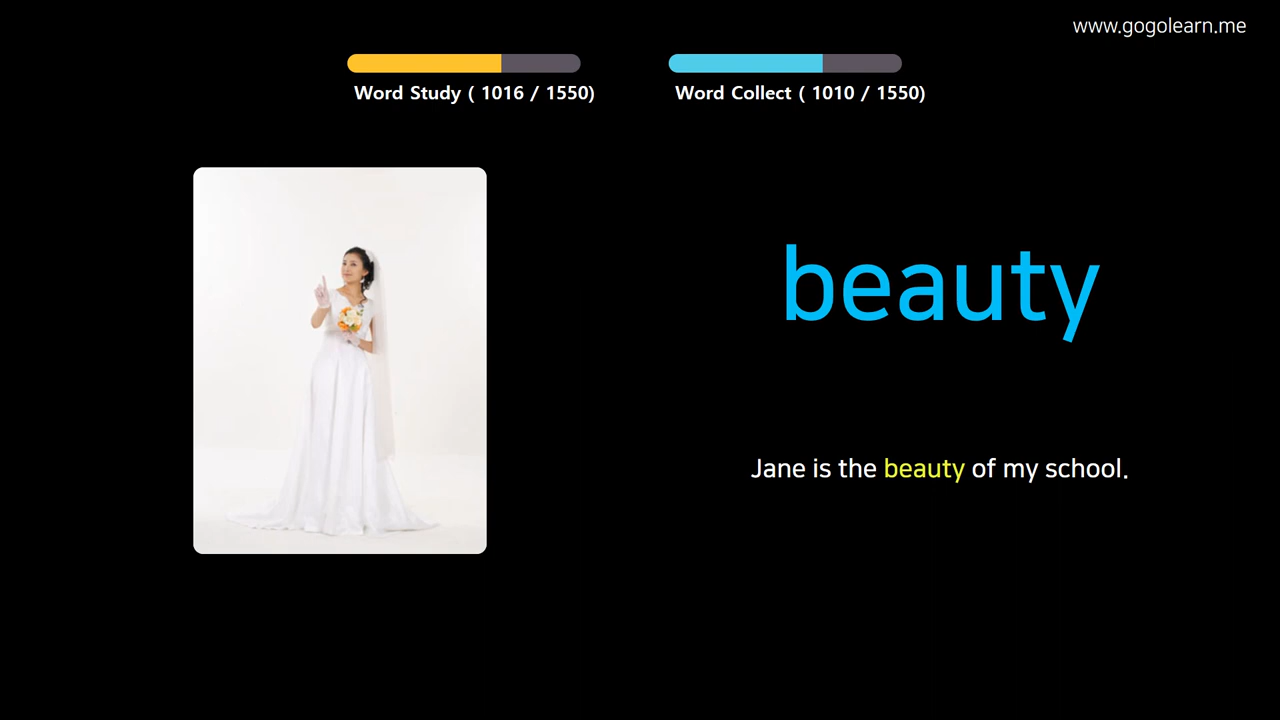 www.gogolearn.me
Word Study ( 1016 / 1550)
Word Collect ( 1010 / 1550)
beauty
Jane is the beauty of my school.